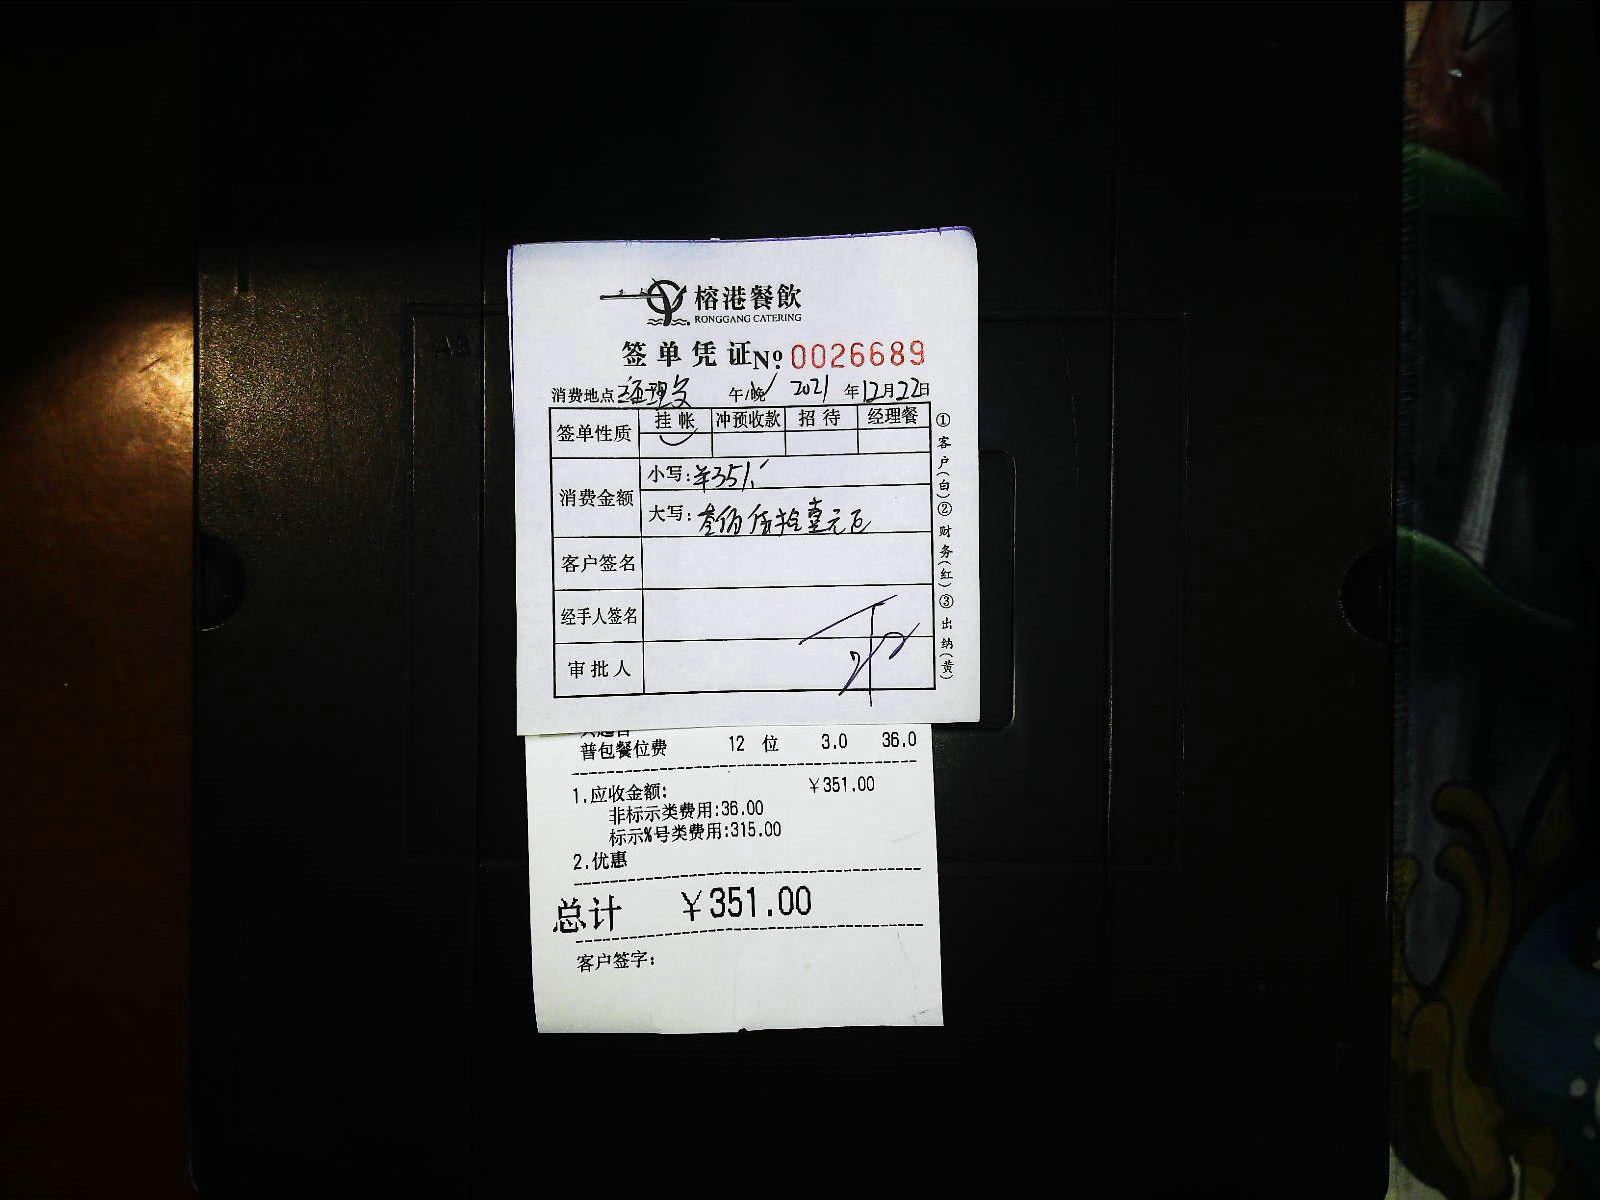 榕港餐飲
RONGGANG CATERING
签单凭证 № 0026689
消费地点 午/晚 2021 年12月22日
签单性质 挂帐 冲预收款 招待 经理餐
消费金额 小写:¥351
大写:叁佰伍拾壹元正
客户签名
经手人签名
审批人
①客户(白)②财务(红)③出纳(黄)
普包餐位费 12 位 3.0 36.0
1.应收金额: ¥351.00
非标示类费用:36.00
标示%号类费用:315.00
2.优惠
总计 ¥351.00
客户签字: